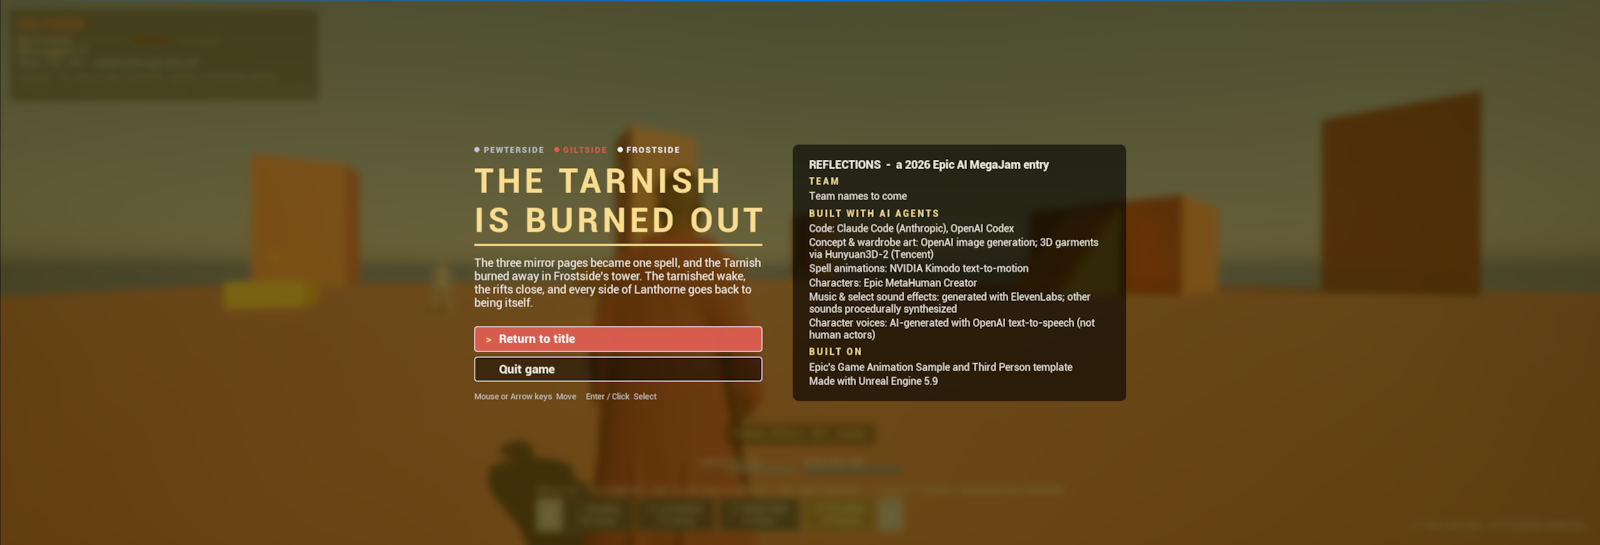 PEWTERSIDE GILTSIDE FROSTSIDE
THE TARNISH
IS BURNED OUT
The three mirror pages became one spell, and the Tarnish
burned away in Frostside's tower. The tarnished wake,
the rifts close, and every side of Lanthorne goes back to
being itself.
> Return to title
Quit game
Mouse or Arrow keys Move Enter / Click Select
REFLECTIONS - a 2026 Epic AI MegaJam entry
TEAM
Team names to come
BUILT WITH AI AGENTS
Code: Claude Code (Anthropic), OpenAI Codex
Concept & wardrobe art: OpenAI image generation; 3D garments
via Hunyuan3D-2 (Tencent)
Spell animations: NVIDIA Kimodo text-to-motion
Characters: Epic MetaHuman Creator
Music & select sound effects: generated with ElevenLabs; other
sounds procedurally synthesized
Character voices: AI-generated with OpenAI text-to-speech (not
human actors)
BUILT ON
Epic's Game Animation Sample and Third Person template
Made with Unreal Engine 5.9